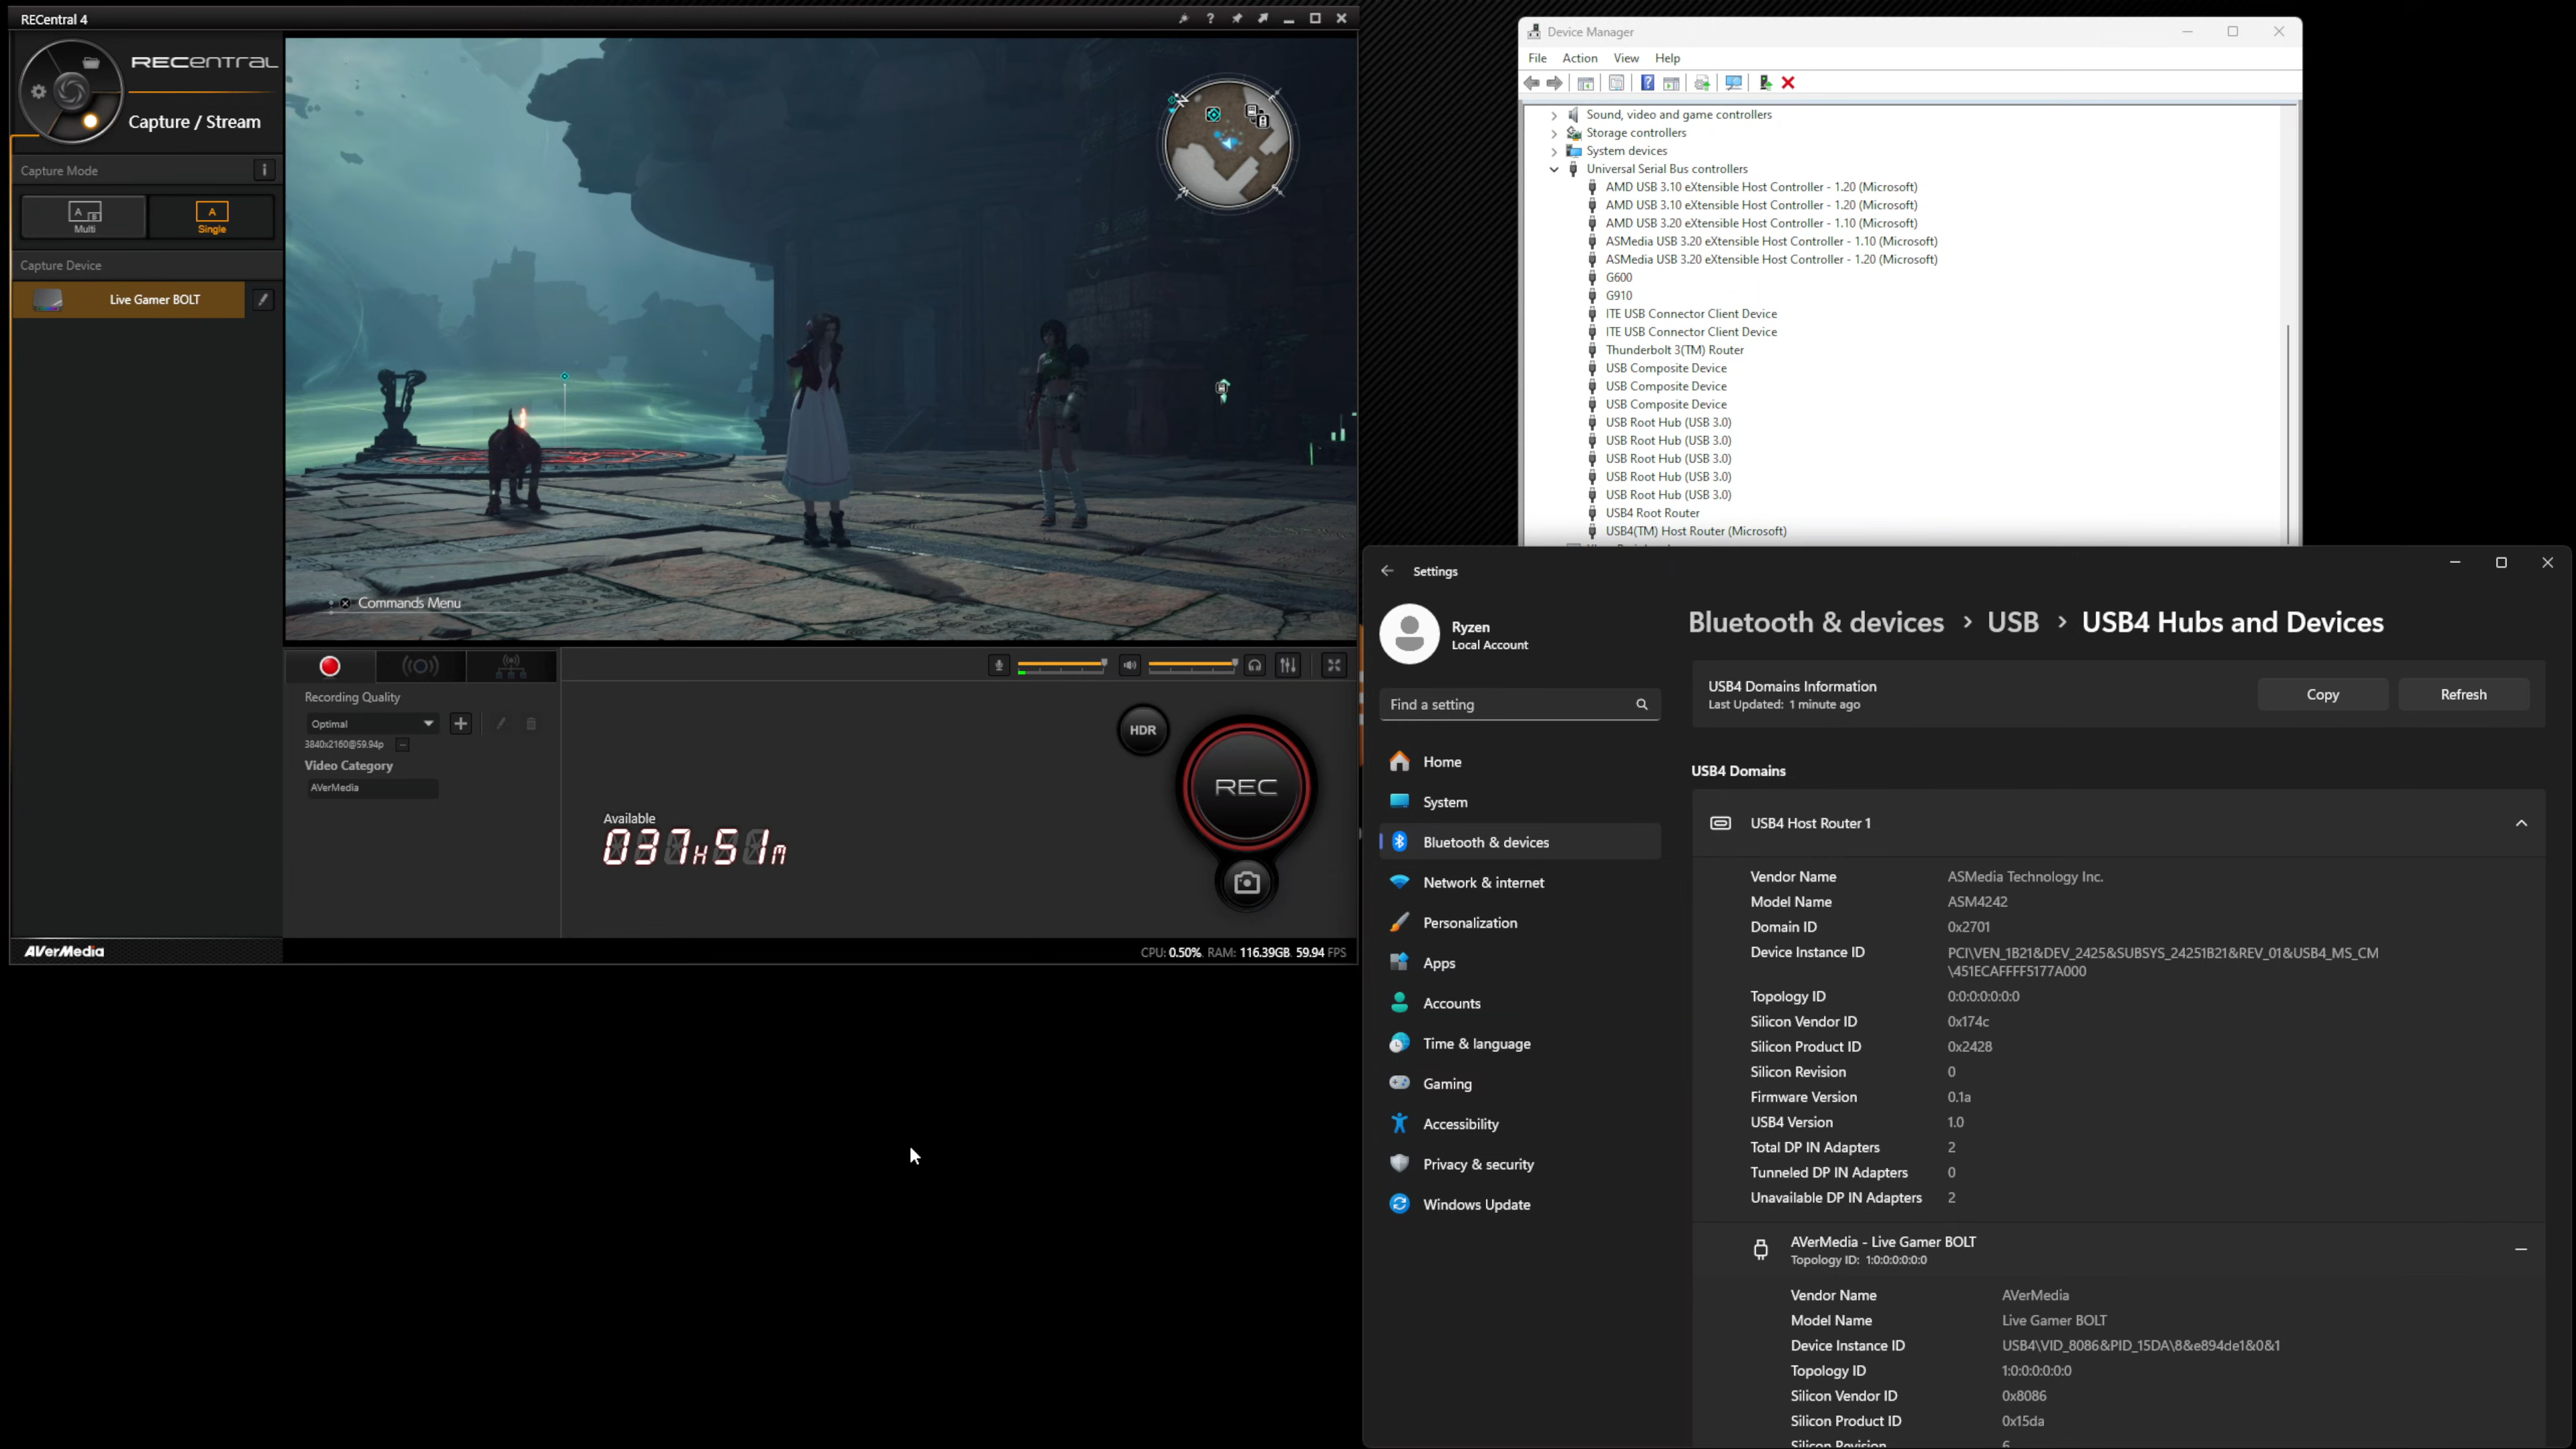 RECentral 4
RECentral
Capture / Stream
Capture Mode
Multi
Single
Capture Device
Live Gamer BOLT
Commands Menu
Recording Quality
Optimal
3840x2160@59.94p
Video Category
AVerMedia
HDR
REC
Available
037H51m
AVerMedia
CPU: 0.50% RAM: 116.39GB 59.94 FPS
Device Manager
File Action View Help
Sound, video and game controllers
Storage controllers
System devices
Universal Serial Bus controllers
AMD USB 3.10 eXtensible Host Controller - 1.20 (Microsoft)
AMD USB 3.10 eXtensible Host Controller - 1.20 (Microsoft)
AMD USB 3.20 eXtensible Host Controller - 1.10 (Microsoft)
ASMedia USB 3.20 eXtensible Host Controller - 1.10 (Microsoft)
ASMedia USB 3.20 eXtensible Host Controller - 1.20 (Microsoft)
G600
G910
ITE USB Connector Client Device
ITE USB Connector Client Device
Thunderbolt 3(TM) Router
USB Composite Device
USB Composite Device
USB Composite Device
USB Root Hub (USB 3.0)
USB Root Hub (USB 3.0)
USB Root Hub (USB 3.0)
USB Root Hub (USB 3.0)
USB Root Hub (USB 3.0)
USB4 Root Router
USB4(TM) Host Router (Microsoft)
Settings
Ryzen
Local Account
Find a setting
Home
System
Bluetooth & devices
Network & internet
Personalization
Apps
Accounts
Time & language
Gaming
Accessibility
Privacy & security
Windows Update
Bluetooth & devices > USB > USB4 Hubs and Devices
USB4 Domains Information
Last Updated: 1 minute ago
Copy
Refresh
USB4 Domains
USB4 Host Router 1
Vendor Name ASMedia Technology Inc.
Model Name ASM4242
Domain ID 0x2701
Device Instance ID PCI\VEN_1B21&DEV_2425&SUBSYS_24251B21&REV_01&USB4_MS_CM
\451ECAFFFF5177A000
Topology ID 0:0:0:0:0:0:0
Silicon Vendor ID 0x174c
Silicon Product ID 0x2428
Silicon Revision 0
Firmware Version 0.1a
USB4 Version 1.0
Total DP IN Adapters 2
Tunneled DP IN Adapters 0
Unavailable DP IN Adapters 2
AVerMedia - Live Gamer BOLT
Topology ID: 1:0:0:0:0:0:0
Vendor Name AVerMedia
Model Name Live Gamer BOLT
Device Instance ID USB4\VID_8086&PID_15DA\8&e894de1&0&1
Topology ID 1:0:0:0:0:0:0
Silicon Vendor ID 0x8086
Silicon Product ID 0x15da
Silicon Revision 6